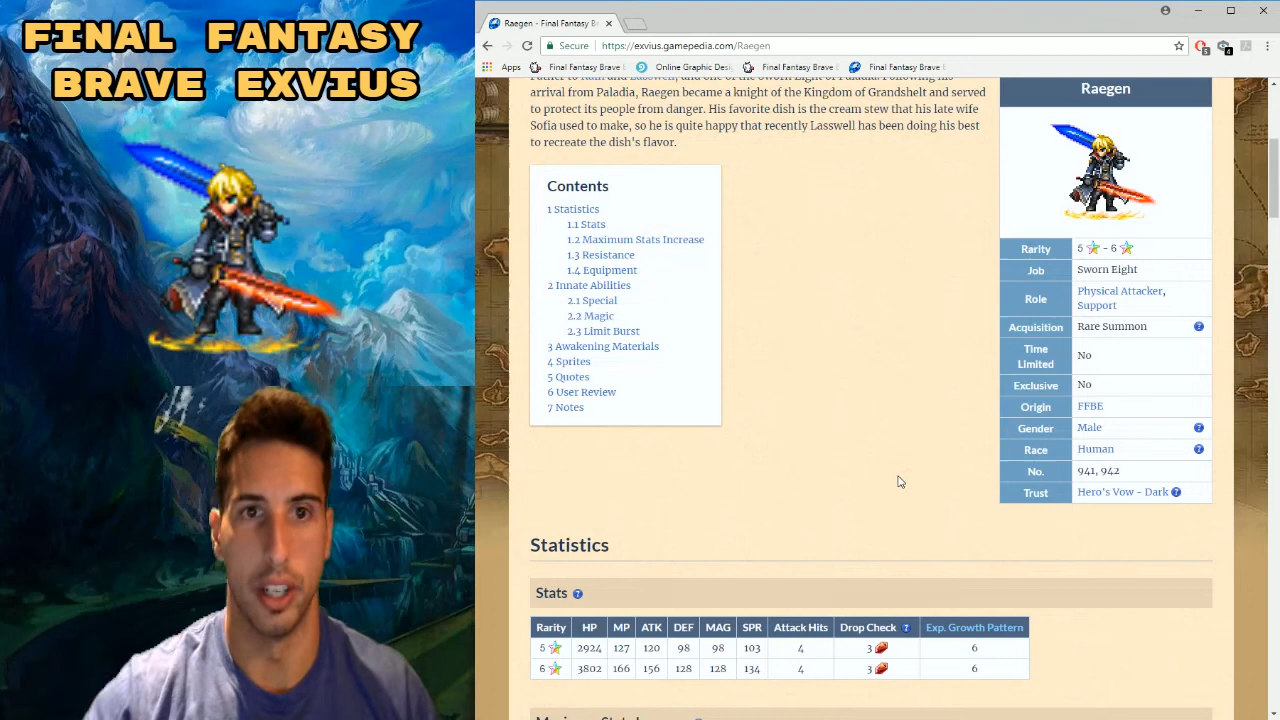 FINAL FANTASY
BRAVE EXVIUS
Raegen - Final Fantasy Br
Secure
https://exvius.gamepedia.com/Raegen
Apps
Final Fantasy Brave E
Online Graphic Desig
Final Fantasy Brave E
Final Fantasy Brave E
arrival from Paladia, Raegen became a knight of the Kingdom of Grandshelt and served
to protect its people from danger. His favorite dish is the cream stew that his late wife
Sofia used to make, so he is quite happy that recently Lasswell has been doing his best
to recreate the dish's flavor.
Contents
1 Statistics
1.1 Stats
1.2 Maximum Stats Increase
1.3 Resistance
1.4 Equipment
2 Innate Abilities
2.1 Special
2.2 Magic
2.3 Limit Burst
3 Awakening Materials
4 Sprites
5 Quotes
6 User Review
7 Notes
Raegen
Rarity 5 - 6
Job Sworn Eight
Role Physical Attacker, Support
Acquisition Rare Summon ?
Time Limited No
Exclusive No
Origin FFBE
Gender Male ?
Race Human ?
No. 941, 942
Trust Hero's Vow - Dark ?
Statistics
Stats ?
Rarity HP MP ATK DEF MAG SPR Attack Hits Drop Check ? Exp. Growth Pattern
5 2924 127 120 98 98 103 4 3 6
6 3802 166 156 128 128 134 4 3 6